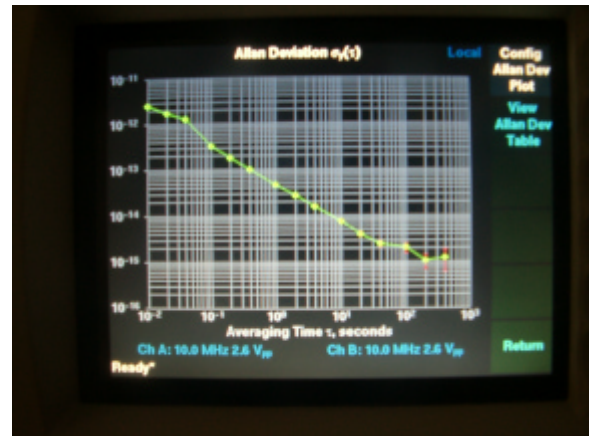 Allan Deviation σy(τ)
Local
Config
Allan Dev
Plot
View
Allan Dev
Table
10-11
10-12
10-13
10-14
10-15
10-16
10-2
10-1
100
101
102
103
Averaging Time τ, seconds
Ch A: 10.0 MHz 2.6 Vpp
Ch B: 10.0 MHz 2.6 Vpp
Return
Ready"